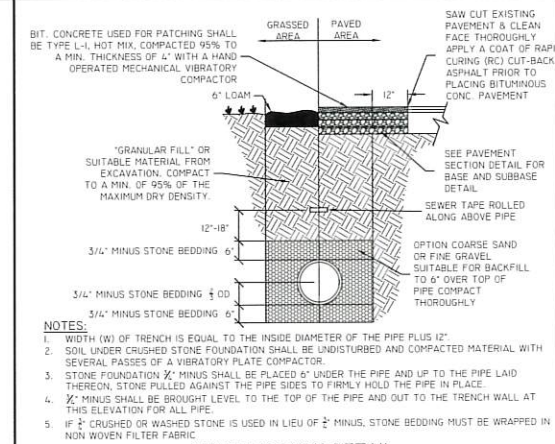 GRASSED AREA
PAVED AREA
BIT. CONCRETE USED FOR PATCHING SHALL
BE TYPE L-1, HOT MIX, COMPACTED 95% TO
A MIN. THICKNESS OF 4" WITH A HAND
OPERATED MECHANICAL VIBRATORY
COMPACTOR
6" LOAM
12"
SAW CUT EXISTING
PAVEMENT & CLEAN
FACE THOROUGHLY
APPLY A COAT OF RAPI
CURING (RC) CUT-BACK
ASPHALT PRIOR TO
PLACING BITUMINOUS
CONC. PAVEMENT
"GRANULAR FILL" OR
SUITABLE MATERIAL FROM
EXCAVATION. COMPACT
TO A MIN. OF 95% OF THE
MAXIMUM DRY DENSITY.
SEE PAVEMENT
SECTION DETAIL FOR
BASE AND SUBBASE
DETAIL
SEWER TAPE ROLLED
ALONG ABOVE PIPE
12"-18"
3/4" MINUS STONE BEDDING 6"
OPTION COARSE SAND
OR FINE GRAVEL
SUITABLE FOR BACKFILL
TO 6" OVER TOP OF
PIPE COMPACT
THOROUGHLY
3/4" MINUS STONE BEDDING OD
3/4" MINUS STONE BEDDING 6"
NOTES:
1. WIDTH (W) OF TRENCH IS EQUAL TO THE INSIDE DIAMETER OF THE PIPE PLUS 12".
2. SOIL UNDER CRUSHED STONE FOUNDATION SHALL BE UNDISTURBED AND COMPACTED MATERIAL WITH
SEVERAL PASSES OF A VIBRATORY PLATE COMPACTOR.
3. STONE FOUNDATION MINUS SHALL BE PLACED 6" UNDER THE PIPE AND UP TO THE PIPE LAID
THEREON, STONE PULLED AGAINST THE PIPE SIDES TO FIRMLY HOLD THE PIPE IN PLACE.
4. MINUS SHALL BE BROUGHT LEVEL TO THE TOP OF THE PIPE AND OUT TO THE TRENCH WALL AT
THIS ELEVATION FOR ALL PIPE.
5. IF CRUSHED OR WASHED STONE IS USED IN LIEU OF MINUS, STONE BEDDING MUST BE WRAPPED IN
NON WOVEN FILTER FABRIC